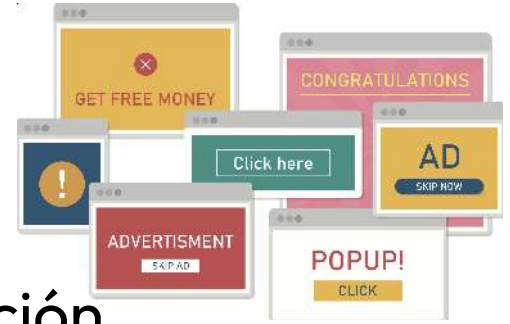 GET FREE MONEY
CONGRATULATIONS
!
Click here
AD
SKIP NOW
ADVERTISMENT
SKIP AD
POPUP!
CLICK
ción